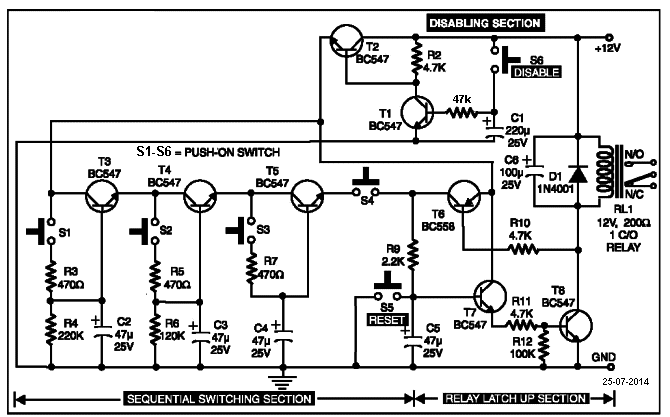 DISABLING SECTION
T2
BC547
R2
4.7K
S6
DISABLE
+12V
T1
BC547
47k
C1
220µ
25V
S1-S6 = PUSH-ON SWITCH
T3
BC547
T4
BC547
T5
BC547
S4
T6
BC558
C6
100µ
25V
D1
1N4001
N/O
N/C
RL1
12V, 200Ω
1 C/O
RELAY
S1
S2
S3
R3
470Ω
R5
470Ω
R7
470Ω
R9
2.2K
R10
4.7K
S5
RESET
T7
BC547
R11
4.7K
T8
BC547
R4
220K
C2
47µ
25V
R6
120K
C3
47µ
25V
C4
47µ
25V
C5
47µ
25V
R12
100K
GND
25-07-2014
SEQUENTIAL SWITCHING SECTION
RELAY LATCH UP SECTION